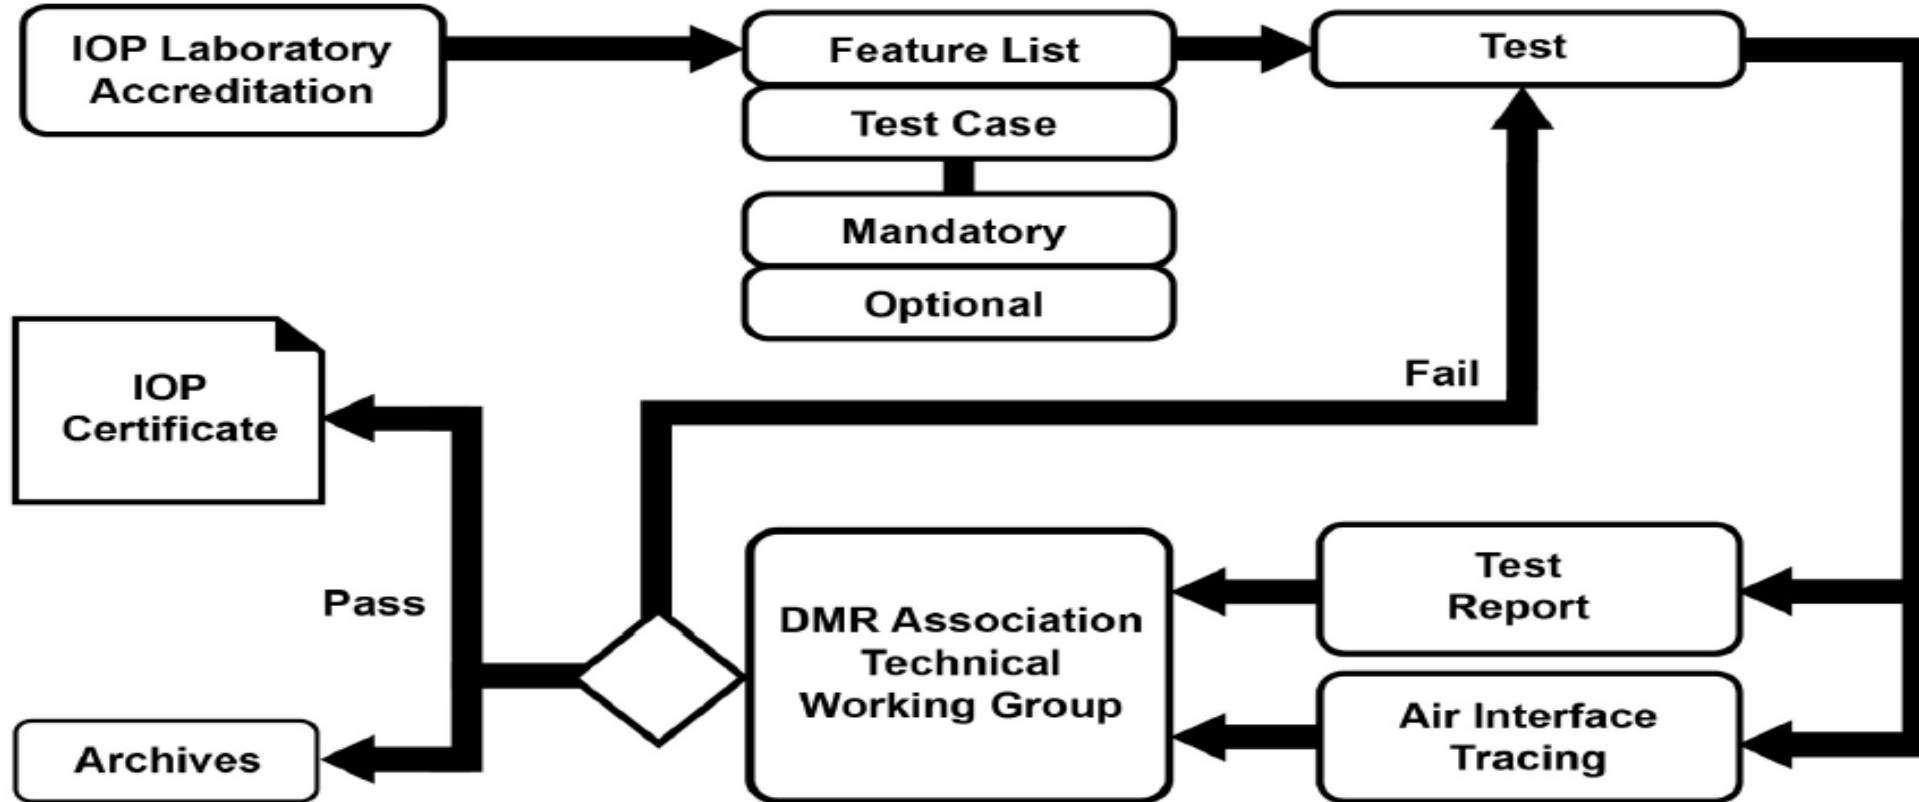 IOP Laboratory
Accreditation
Feature List
Test Case
Mandatory
Optional
Test
Fail
IOP
Certificate
Pass
Archives
DMR Association
Technical
Working Group
Test
Report
Air Interface
Tracing